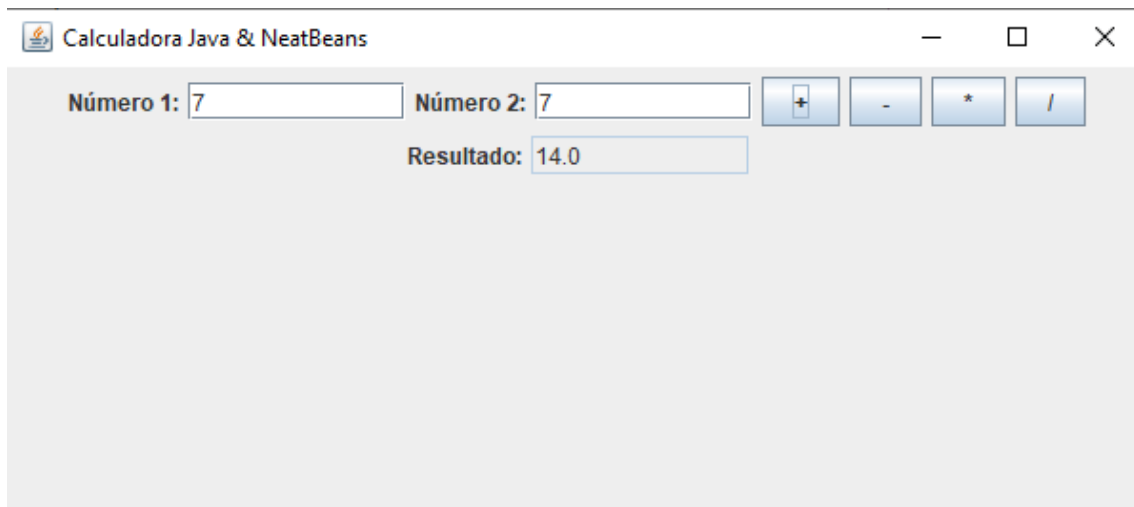 Calculadora Java & NeatBeans
Número 1: 7 Número 2: 7 + - * /
Resultado: 14.0